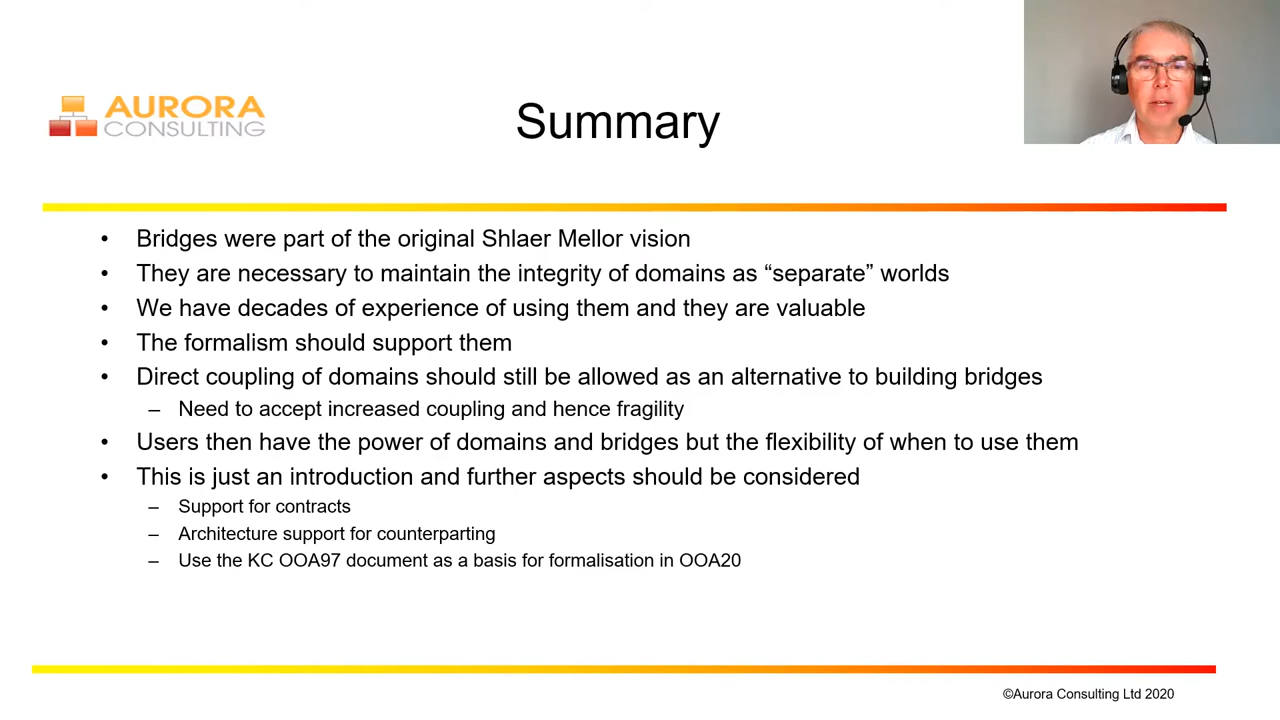 AURORA
CONSULTING
Summary
• Bridges were part of the original Shlaer Mellor vision
• They are necessary to maintain the integrity of domains as “separate” worlds
• We have decades of experience of using them and they are valuable
• The formalism should support them
• Direct coupling of domains should still be allowed as an alternative to building bridges
– Need to accept increased coupling and hence fragility
• Users then have the power of domains and bridges but the flexibility of when to use them
• This is just an introduction and further aspects should be considered
– Support for contracts
– Architecture support for counterparting
– Use the KC OOA97 document as a basis for formalisation in OOA20
©Aurora Consulting Ltd 2020